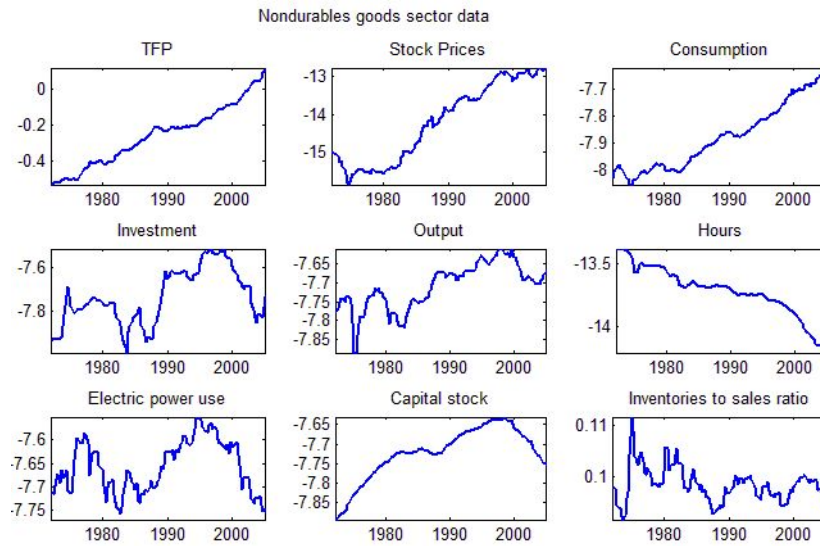 Nondurables goods sector data
TFP
Stock Prices
Consumption
0
-0.2
-0.4
1980 1990 2000
-13
-14
-15
1980 1990 2000
-7.7
-7.8
-7.9
-8
1980 1990 2000
Investment
Output
Hours
-7.6
-7.8
1980 1990 2000
-7.65
-7.7
-7.75
-7.8
-7.85
1980 1990 2000
-13.5
-14
1980 1990 2000
Electric power use
Capital stock
Inventories to sales ratio
-7.6
-7.65
-7.7
-7.75
1980 1990 2000
-7.65
-7.7
-7.75
-7.8
-7.85
1980 1990 2000
0.11
0.1
1980 1990 2000